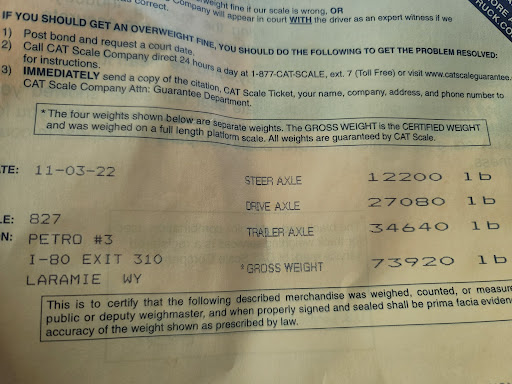 weight fine if our scale is wrong, OR
correct. Company will appear in court WITH the driver as an expert witness if we
IF YOU SHOULD GET AN OVERWEIGHT FINE, YOU SHOULD DO THE FOLLOWING TO GET THE PROBLEM RESOLVED:
1) Post bond and request a court date.
2) Call CAT Scale Company direct 24 hours a day at 1-877-CAT-SCALE, ext. 7 (Toll Free) or visit www.catscaleguarantee.
for instructions.
3) IMMEDIATELY send a copy of the citation, CAT Scale Ticket, your name, company, address, and phone number to
CAT Scale Company Attn: Guarantee Department.
* The four weights shown below are separate weights. The GROSS WEIGHT is the CERTIFIED WEIGHT
and was weighed on a full length platform scale. All weights are guaranteed by CAT Scale.
TE: 11-03-22
STEER AXLE 12200 lb
DRIVE AXLE 27080 lb
TRAILER AXLE 34640 lb
* GROSS WEIGHT 73920 lb
LE: 827
N: PETRO #3
I-80 EXIT 310
LARAMIE WY
This is to certify that the following described merchandise was weighed, counted, or measure
public or deputy weighmaster, and when properly signed and sealed shall be prima facia eviden
accuracy of the weight shown as prescribed by law.